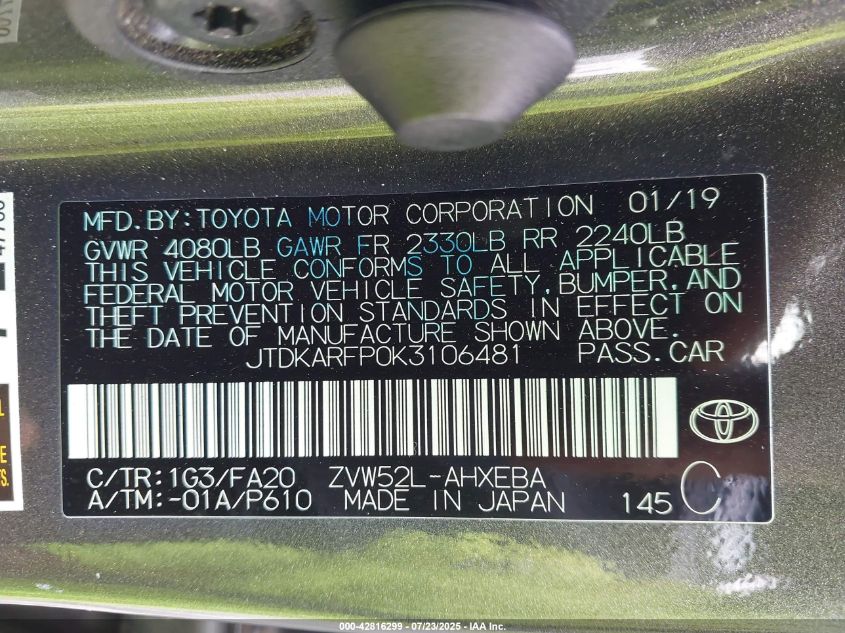 MFD.BY:TOYOTA MOTOR CORPORATION 01/19
GVWR 4080LB GAWR FR 2330LB RR 2240LB
THIS VEHICLE CONFORMS TO ALL APPLICABLE
FEDERAL MOTOR VEHICLE SAFETY,BUMPER,AND
THEFT PREVENTION STANDARDS IN EFFECT ON
THE DATE OF MANUFACTURE SHOWN ABOVE.
JTDKARFP0K3106481 PASS.CAR
C/TR:1G3/FA20 ZVW52L-AHXEBA
A/TM:-01A/P610 MADE IN JAPAN 145 C
000-42816299 - 07/23/2025 - IAA Inc.